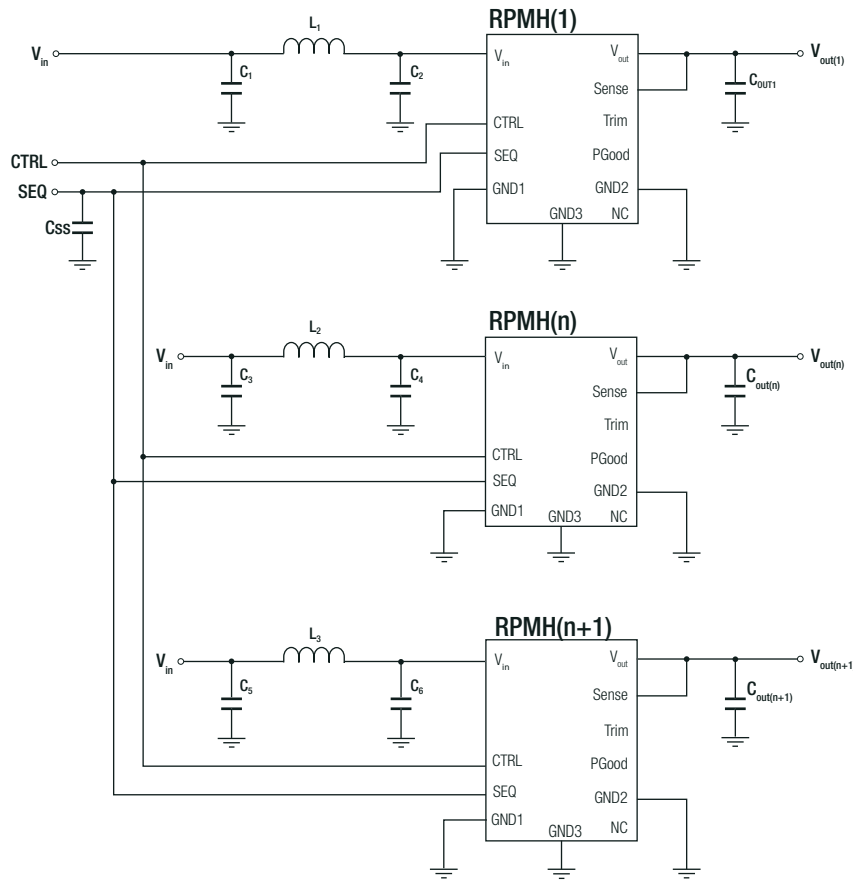 RPMH(1)
L1
Vin
C1
C2
Vin
Vout
Sense
Trim
PGood
GND2
NC
GND3
GND1
SEQ
CTRL
COUT1
Vout(1)
CTRL
SEQ
Css
RPMH(n)
L2
Vin
C3
C4
Vin
Vout
Sense
Trim
PGood
GND2
NC
GND3
GND1
SEQ
CTRL
Cout(n)
Vout(n)
RPMH(n+1)
L3
Vin
C5
C6
Vin
Vout
Sense
Trim
PGood
GND2
NC
GND3
GND1
SEQ
CTRL
Cout(n+1)
Vout(n+1